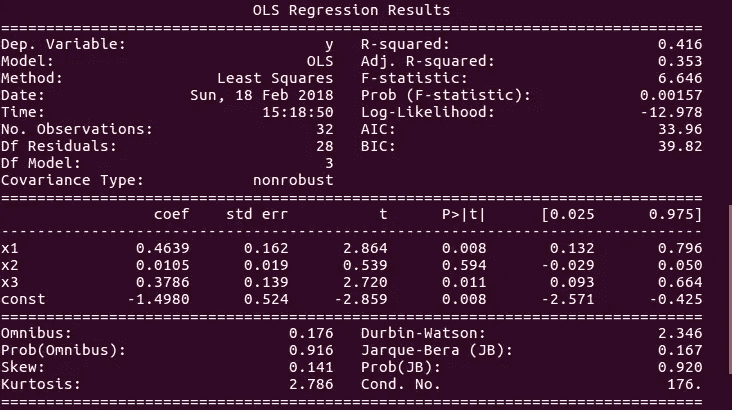 OLS Regression Results
==============================================================================
Dep. Variable:                      y   R-squared:                       0.416
Model:                            OLS   Adj. R-squared:                  0.353
Method:                 Least Squares   F-statistic:                     6.646
Date:                Sun, 18 Feb 2018   Prob (F-statistic):            0.00157
Time:                        15:18:50   Log-Likelihood:                -12.978
No. Observations:                  32   AIC:                             33.96
Df Residuals:                      28   BIC:                             39.82
Df Model:                           3
Covariance Type:            nonrobust
==============================================================================
                 coef    std err          t      P>|t|      [0.025      0.975]
------------------------------------------------------------------------------
x1             0.4639      0.162      2.864      0.008       0.132       0.796
x2             0.0105      0.019      0.539      0.594      -0.029       0.050
x3             0.3786      0.139      2.720      0.011       0.093       0.664
const         -1.4980      0.524     -2.859      0.008      -2.571      -0.425
==============================================================================
Omnibus:                        0.176   Durbin-Watson:                   2.346
Prob(Omnibus):                  0.916   Jarque-Bera (JB):                0.167
Skew:                           0.141   Prob(JB):                        0.920
Kurtosis:                       2.786   Cond. No.                         176.
==============================================================================